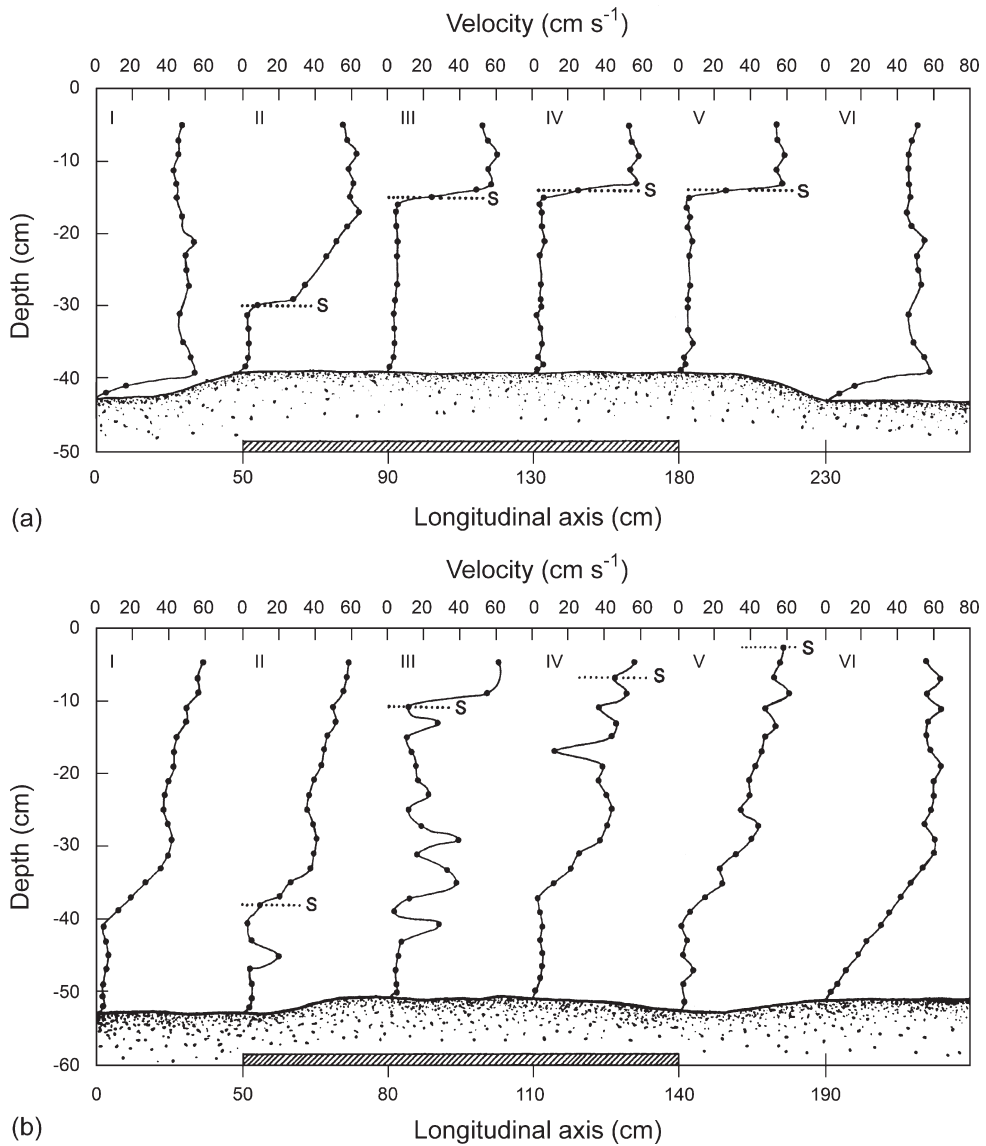 Velocity (cm s-1)
0 20 40 60 0 20 40 60 0 20 40 60 0 20 40 60 0 20 40 60 0 20 40 60 80
0
I II III IV V VI
-10
S S S
-20
Depth (cm)
-30
S
-40
-50
0 50 90 130 180 230
(a)
Longitudinal axis (cm)
Velocity (cm s-1)
0 20 40 60 0 20 40 60 0 20 40 60 0 20 40 60 0 20 40 60 0 20 40 60 80
0
S
I II III IV V VI
S
-10
S
-20
Depth (cm)
-30
S
-40
-50
-60
0 50 80 110 140 190
(b)
Longitudinal axis (cm)